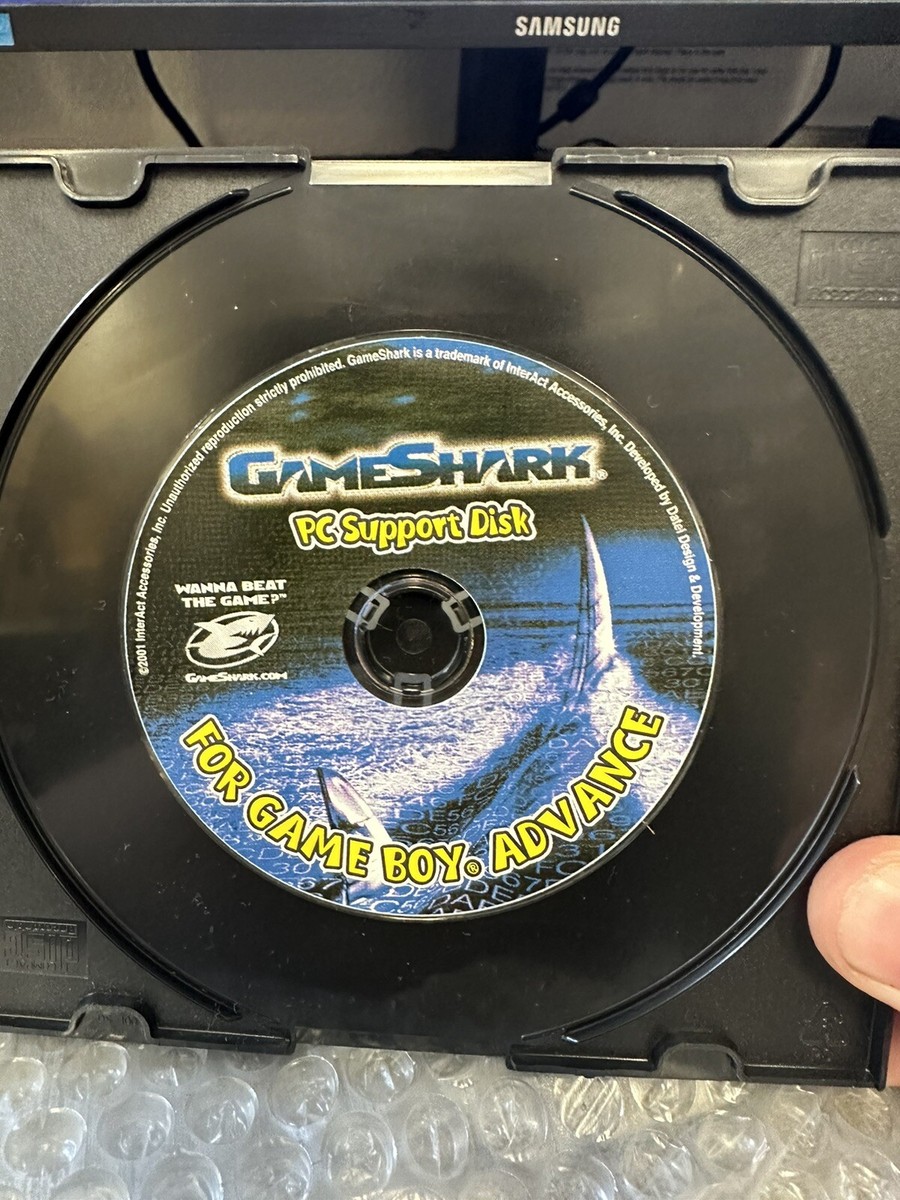 SAMSUNG
©2001 InterAct Accessories, Inc. Unauthorized reproduction strictly prohibited. GameShark is a trademark of InterAct Accessories, Inc. Developed by Datel Design & Development.
GAMESHARK®
PC Support Disk
WANNA BEAT
THE GAME?™
GAMESHARK.COM
FOR GAME BOY® ADVANCE